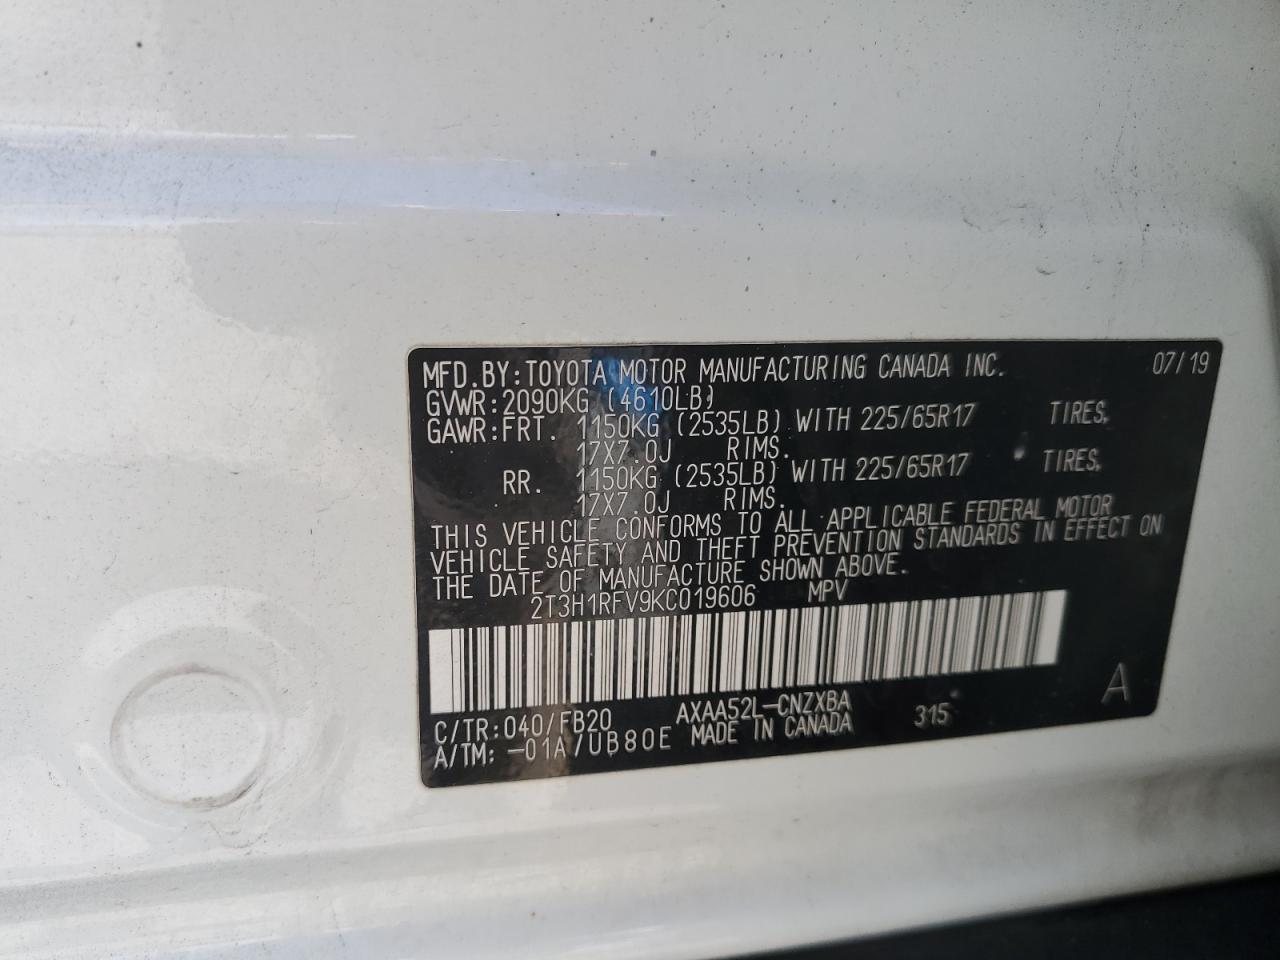 MFD.BY:TOYOTA MOTOR MANUFACTURING CANADA INC. 07/19
GVWR:2090KG (4610LB)
GAWR:FRT. 1150KG (2535LB) WITH 225/65R17 TIRES,
17X7.0J RIMS.
RR. 1150KG (2535LB) WITH 225/65R17 TIRES,
17X7.0J RIMS.
THIS VEHICLE CONFORMS TO ALL APPLICABLE FEDERAL MOTOR
VEHICLE SAFETY AND THEFT PREVENTION STANDARDS IN EFFECT ON
THE DATE OF MANUFACTURE SHOWN ABOVE.
2T3H1RFV9KC019606 MPV
C/TR:040/FB20 AXAA52L-CNZXBA 315 A
A/TM: -01A/UB80E MADE IN CANADA